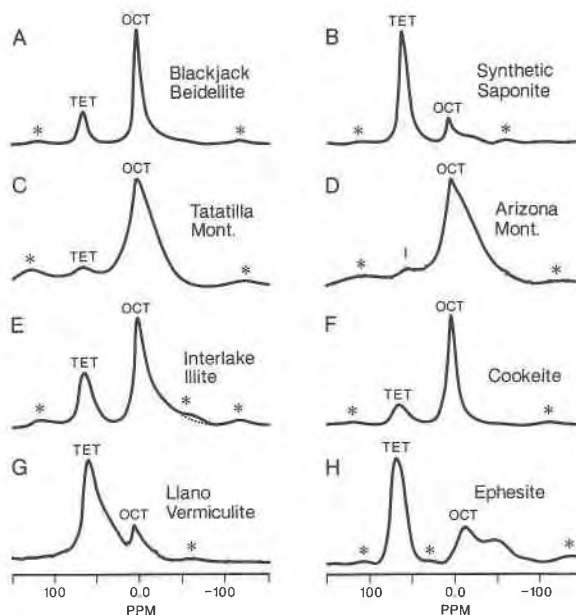 A
OCT
TET
Blackjack
Beidellite
*
*
B
TET
OCT
Synthetic
Saponite
*
*
C
OCT
TET
Tatatilla
Mont.
*
*
D
OCT
I
Arizona
Mont.
*
*
E
OCT
TET
Interlake
Illite
*
*
*
F
OCT
TET
Cookeite
*
*
G
TET
OCT
Llano
Vermiculite
*
H
TET
OCT
Ephesite
*
*
*
100 0,0 -100
PPM
100 0,0 -100
PPM